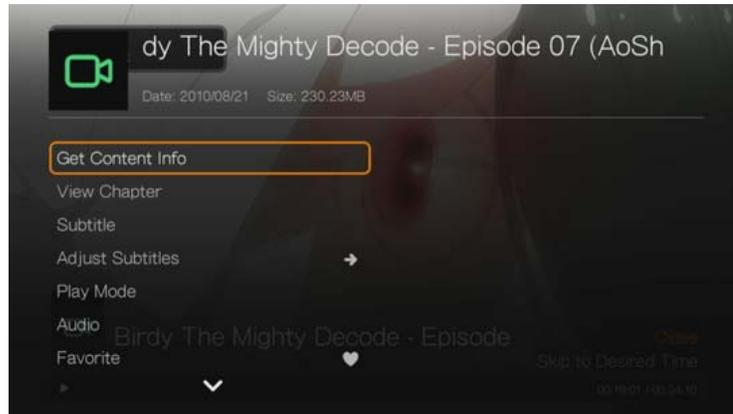 dy The Mighty Decode - Episode 07 (AoSh
Date: 2010/08/21 Size: 230.23MB
Get Content Info
View Chapter
Subtitle
Adjust Subtitles
Play Mode
Audio
Birdy The Mighty Decode - Episode
Favorite
Skip to Desired Time